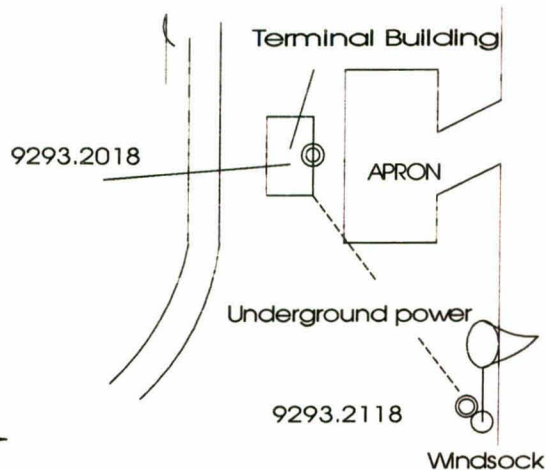 Terminal Building
9293.2018
APRON
Underground power
9293.2118
Windsock